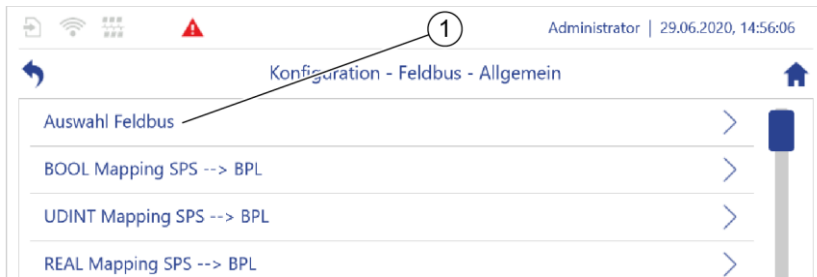 1
Administrator | 29.06.2020, 14:56:06
Konfiguration - Feldbus - Allgemein
Auswahl Feldbus
BOOL Mapping SPS --> BPL
UDINT Mapping SPS --> BPL
REAL Mapping SPS --> BPL